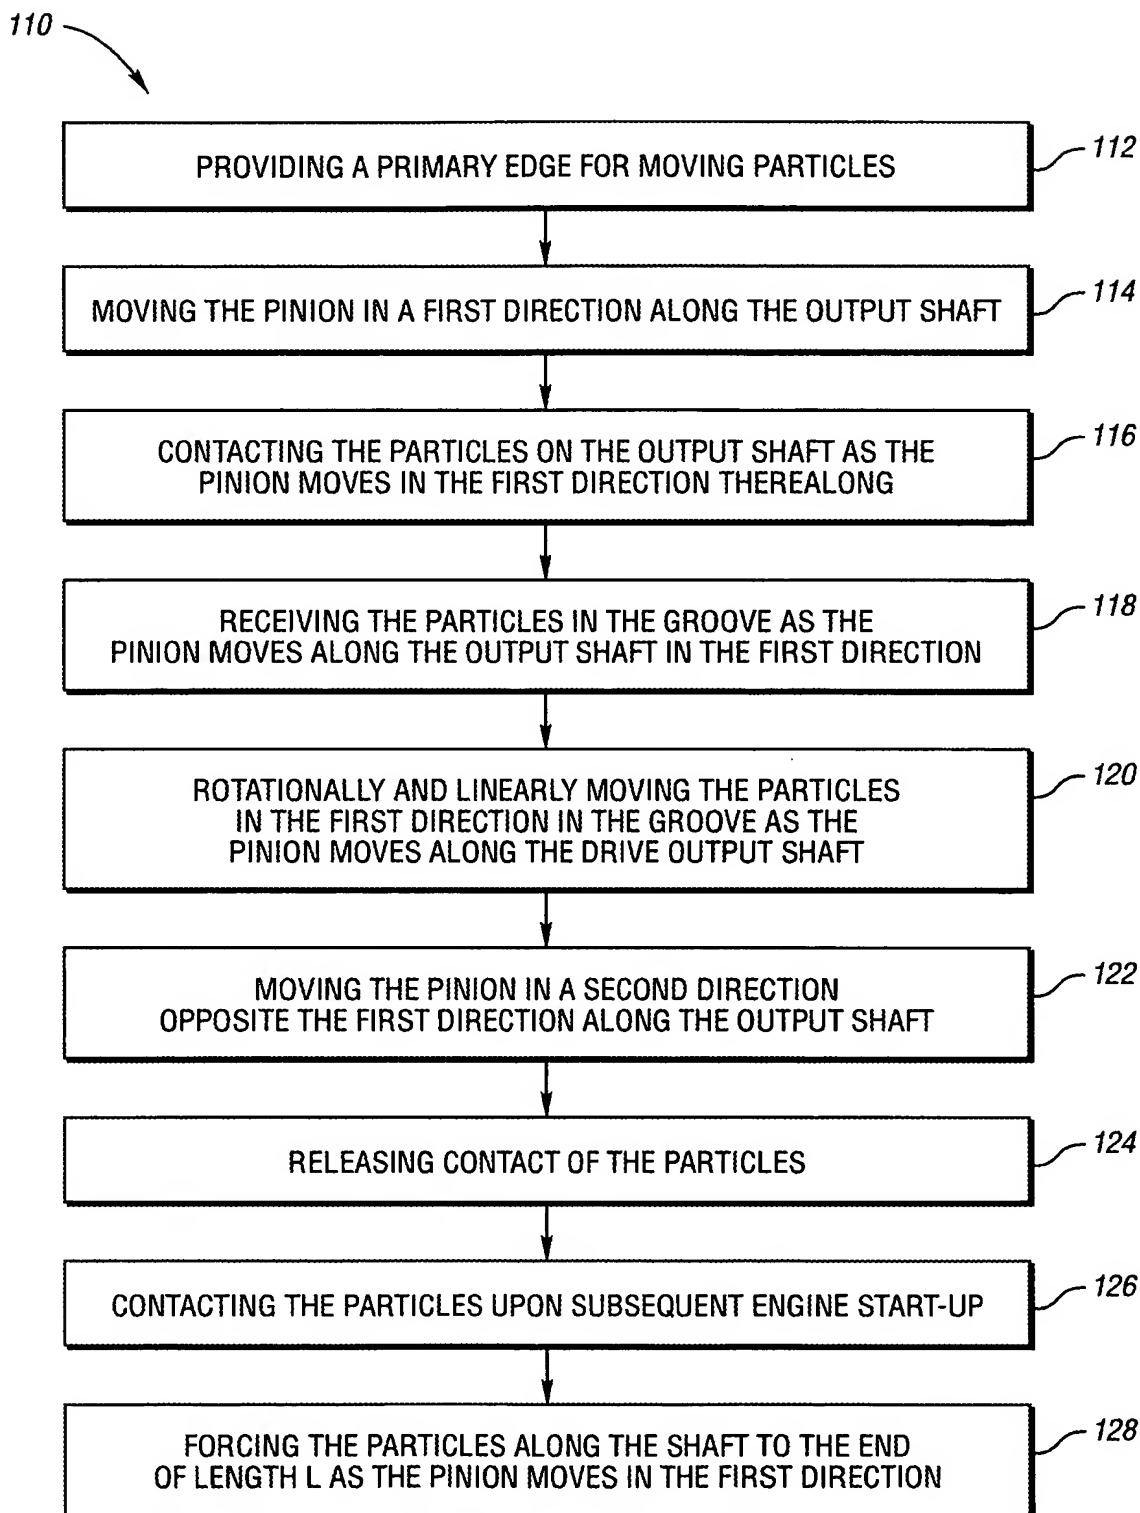 110
PROVIDING A PRIMARY EDGE FOR MOVING PARTICLES
112
MOVING THE PINION IN A FIRST DIRECTION ALONG THE OUTPUT SHAFT
114
CONTACTING THE PARTICLES ON THE OUTPUT SHAFT AS THE
PINION MOVES IN THE FIRST DIRECTION THEREALONG
116
RECEIVING THE PARTICLES IN THE GROOVE AS THE
PINION MOVES ALONG THE OUTPUT SHAFT IN THE FIRST DIRECTION
118
ROTATIONALLY AND LINEARLY MOVING THE PARTICLES
IN THE FIRST DIRECTION IN THE GROOVE AS THE
PINION MOVES ALONG THE DRIVE OUTPUT SHAFT
120
MOVING THE PINION IN A SECOND DIRECTION
OPPOSITE THE FIRST DIRECTION ALONG THE OUTPUT SHAFT
122
RELEASING CONTACT OF THE PARTICLES
124
CONTACTING THE PARTICLES UPON SUBSEQUENT ENGINE START-UP
126
FORCING THE PARTICLES ALONG THE SHAFT TO THE END
OF LENGTH L AS THE PINION MOVES IN THE FIRST DIRECTION
128